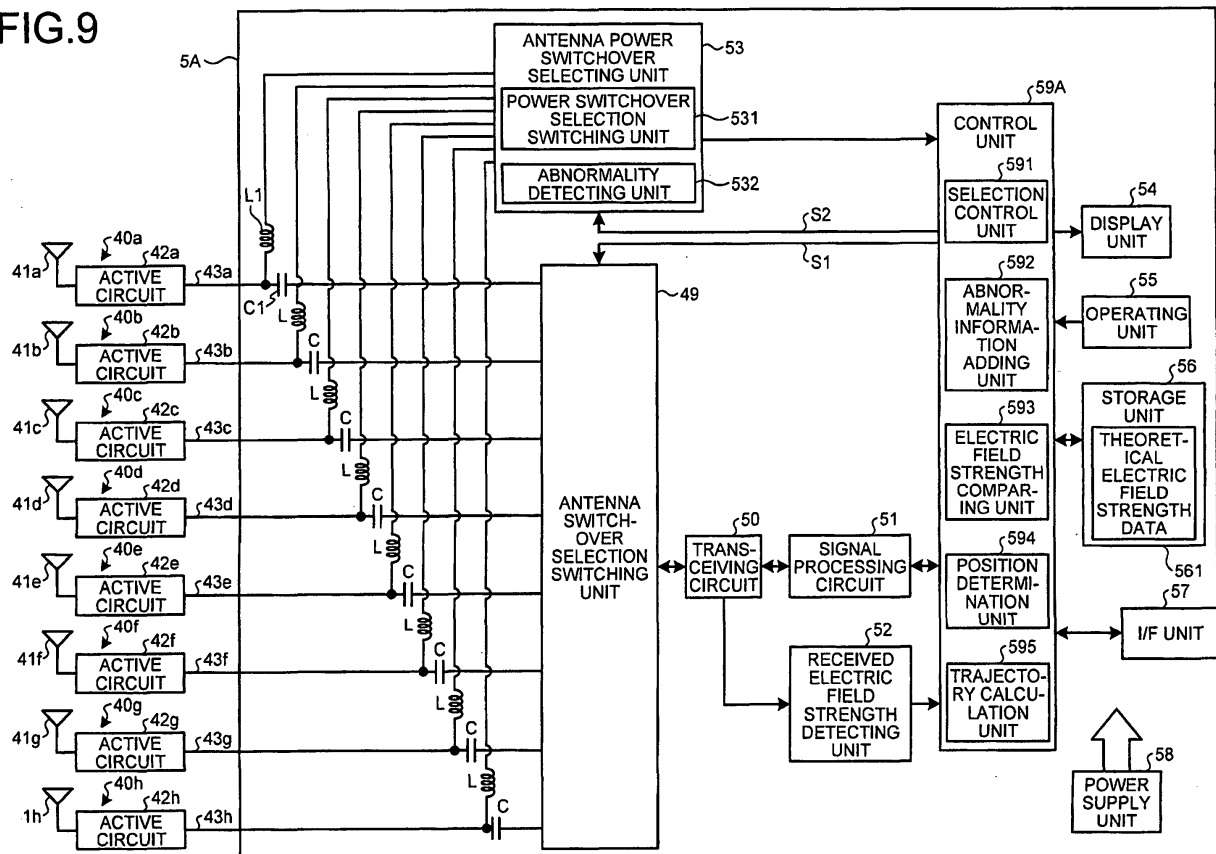 FIG.9
5A
ANTENNA POWER
SWITCHOVER
SELECTING UNIT
53
POWER SWITCHOVER
SELECTION
SWITCHING UNIT
531
ABNORMALITY
DETECTING UNIT
532
59A
CONTROL
UNIT
591
SELECTION
CONTROL
UNIT
S2
S1
54
DISPLAY
UNIT
L1
C1
41a
40a
42a
ACTIVE
CIRCUIT
43a
L
C
41b
40b
42b
ACTIVE
CIRCUIT
43b
L
C
41c
40c
42c
ACTIVE
CIRCUIT
43c
L
C
41d
40d
42d
ACTIVE
CIRCUIT
43d
L
C
41e
40e
42e
ACTIVE
CIRCUIT
43e
L
C
41f
40f
42f
ACTIVE
CIRCUIT
43f
L
C
41g
40g
42g
ACTIVE
CIRCUIT
43g
L
C
1h
40h
42h
ACTIVE
CIRCUIT
43h
49
ANTENNA
SWITCH-
OVER
SELECTION
SWITCHING
UNIT
50
TRANS-
CEIVING
CIRCUIT
51
SIGNAL
PROCESSING
CIRCUIT
52
RECEIVED
ELECTRIC
FIELD
STRENGTH
DETECTING
UNIT
592
ABNOR-
MALITY
INFORMA-
TION
ADDING
UNIT
593
ELECTRIC
FIELD
STRENGTH
COMPAR-
ING UNIT
594
POSITION
DETERMI-
NATION
UNIT
595
TRAJECTO-
RY CALCU-
LATION
UNIT
55
OPERATING
UNIT
56
STORAGE
UNIT
THEORET-
ICAL
ELECTRIC
FIELD
STRENGTH
DATA
561
57
I/F UNIT
58
POWER
SUPPLY
UNIT